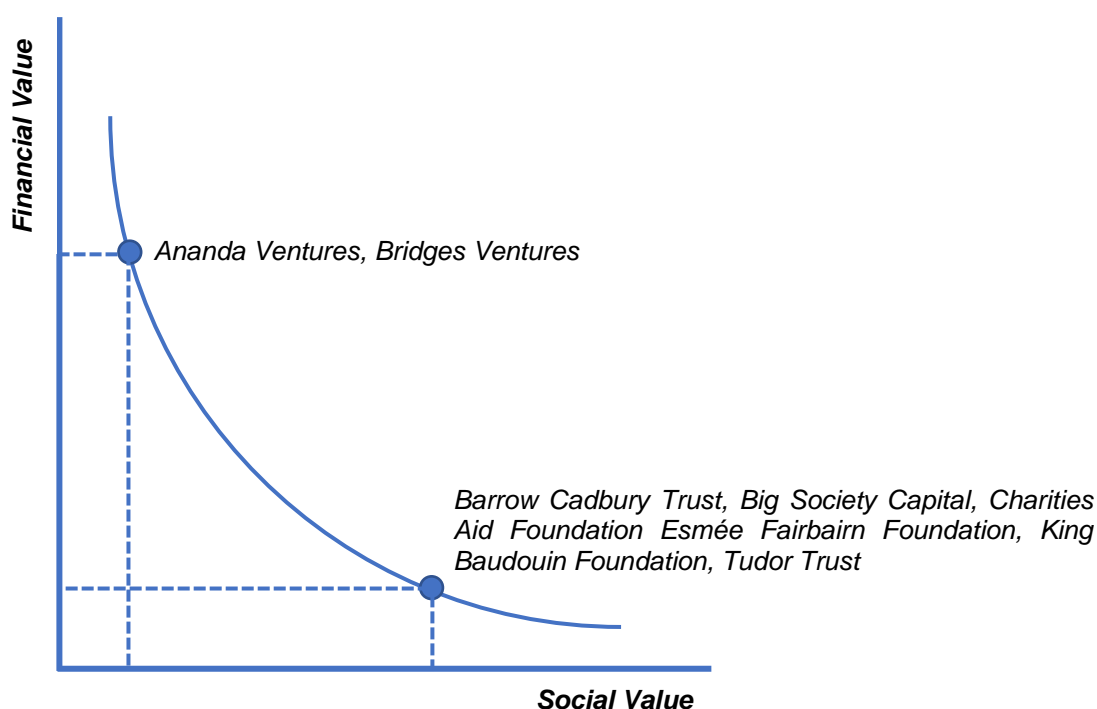 Financial Value
Ananda Ventures, Bridges Ventures
Barrow Cadbury Trust, Big Society Capital, Charities
Aid Foundation Esmée Fairbairn Foundation, King
Baudouin Foundation, Tudor Trust
Social Value